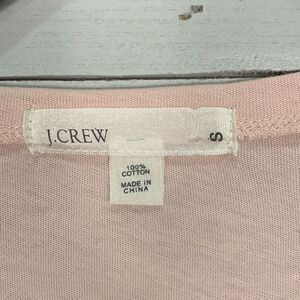 J.CREW
S
100%
COTTON
MADE IN
CHINA